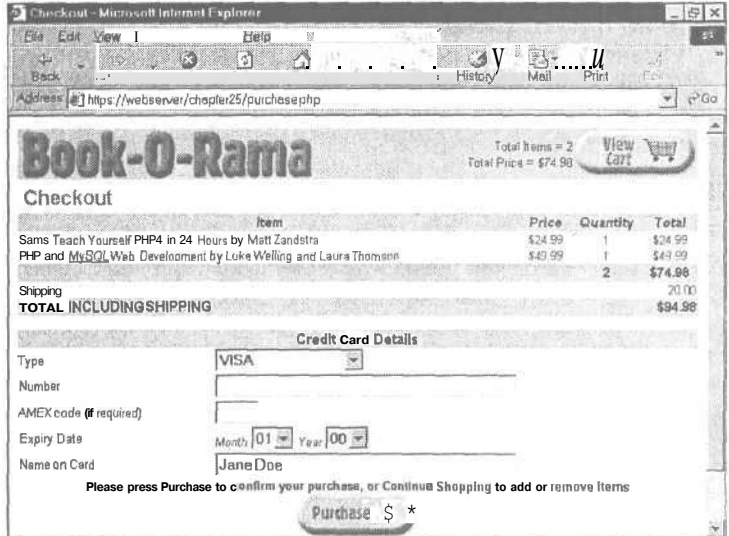 Checkout - Microsoft Internet Explorer
File Edit View I Help
Back History Mail Print Edit
Address https://webserver/chapter25/purchase.php Go
Book-O-Rama
Total Items = 2
Total Price = $74.98
View Cart
Checkout
Item Price Quantity Total
Sams Teach Yourself PHP4 in 24 Hours by Matt Zandstra $24.99 1 $24.99
PHP and MySQL Web Development by Luke Welling and Laura Thomson $49.99 1 $49.99
2 $74.98
Shipping 20.00
TOTAL INCLUDING SHIPPING $94.98
Credit Card Details
Type VISA
Number
AMEX code (if required)
Expiry Date Month 01 Year 00
Name on Card Jane Doe
Please press Purchase to confirm your purchase, or Continue Shopping to add or remove items
Purchase $ *